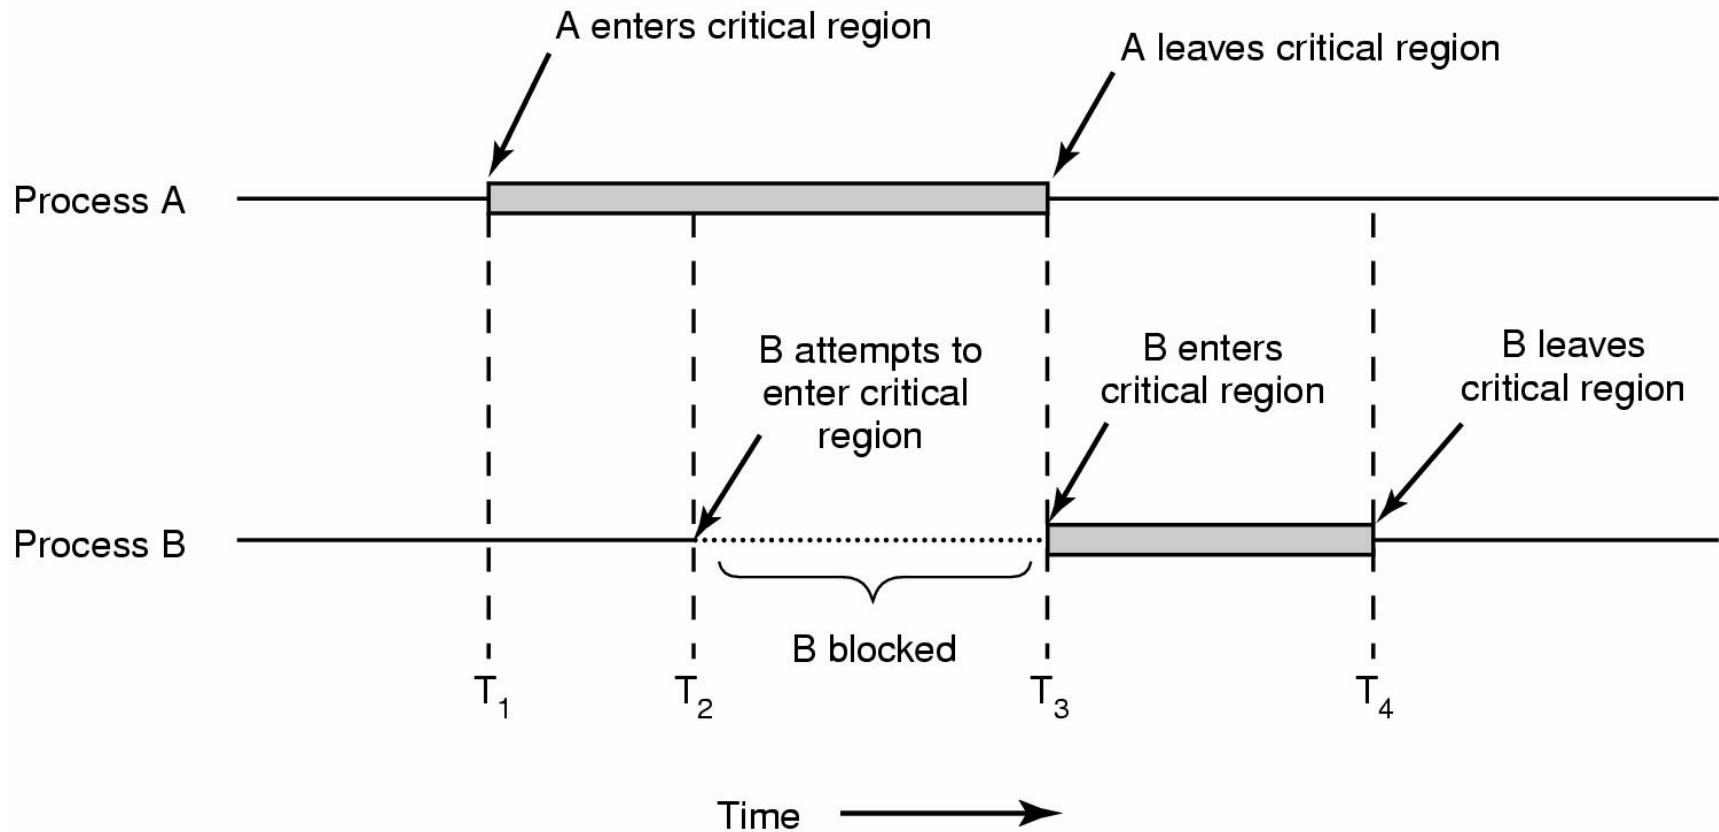 A enters critical region
A leaves critical region
Process A
B attempts to
enter critical
region
B enters
critical region
B leaves
critical region
Process B
B blocked
T1
T2
T3
T4
Time